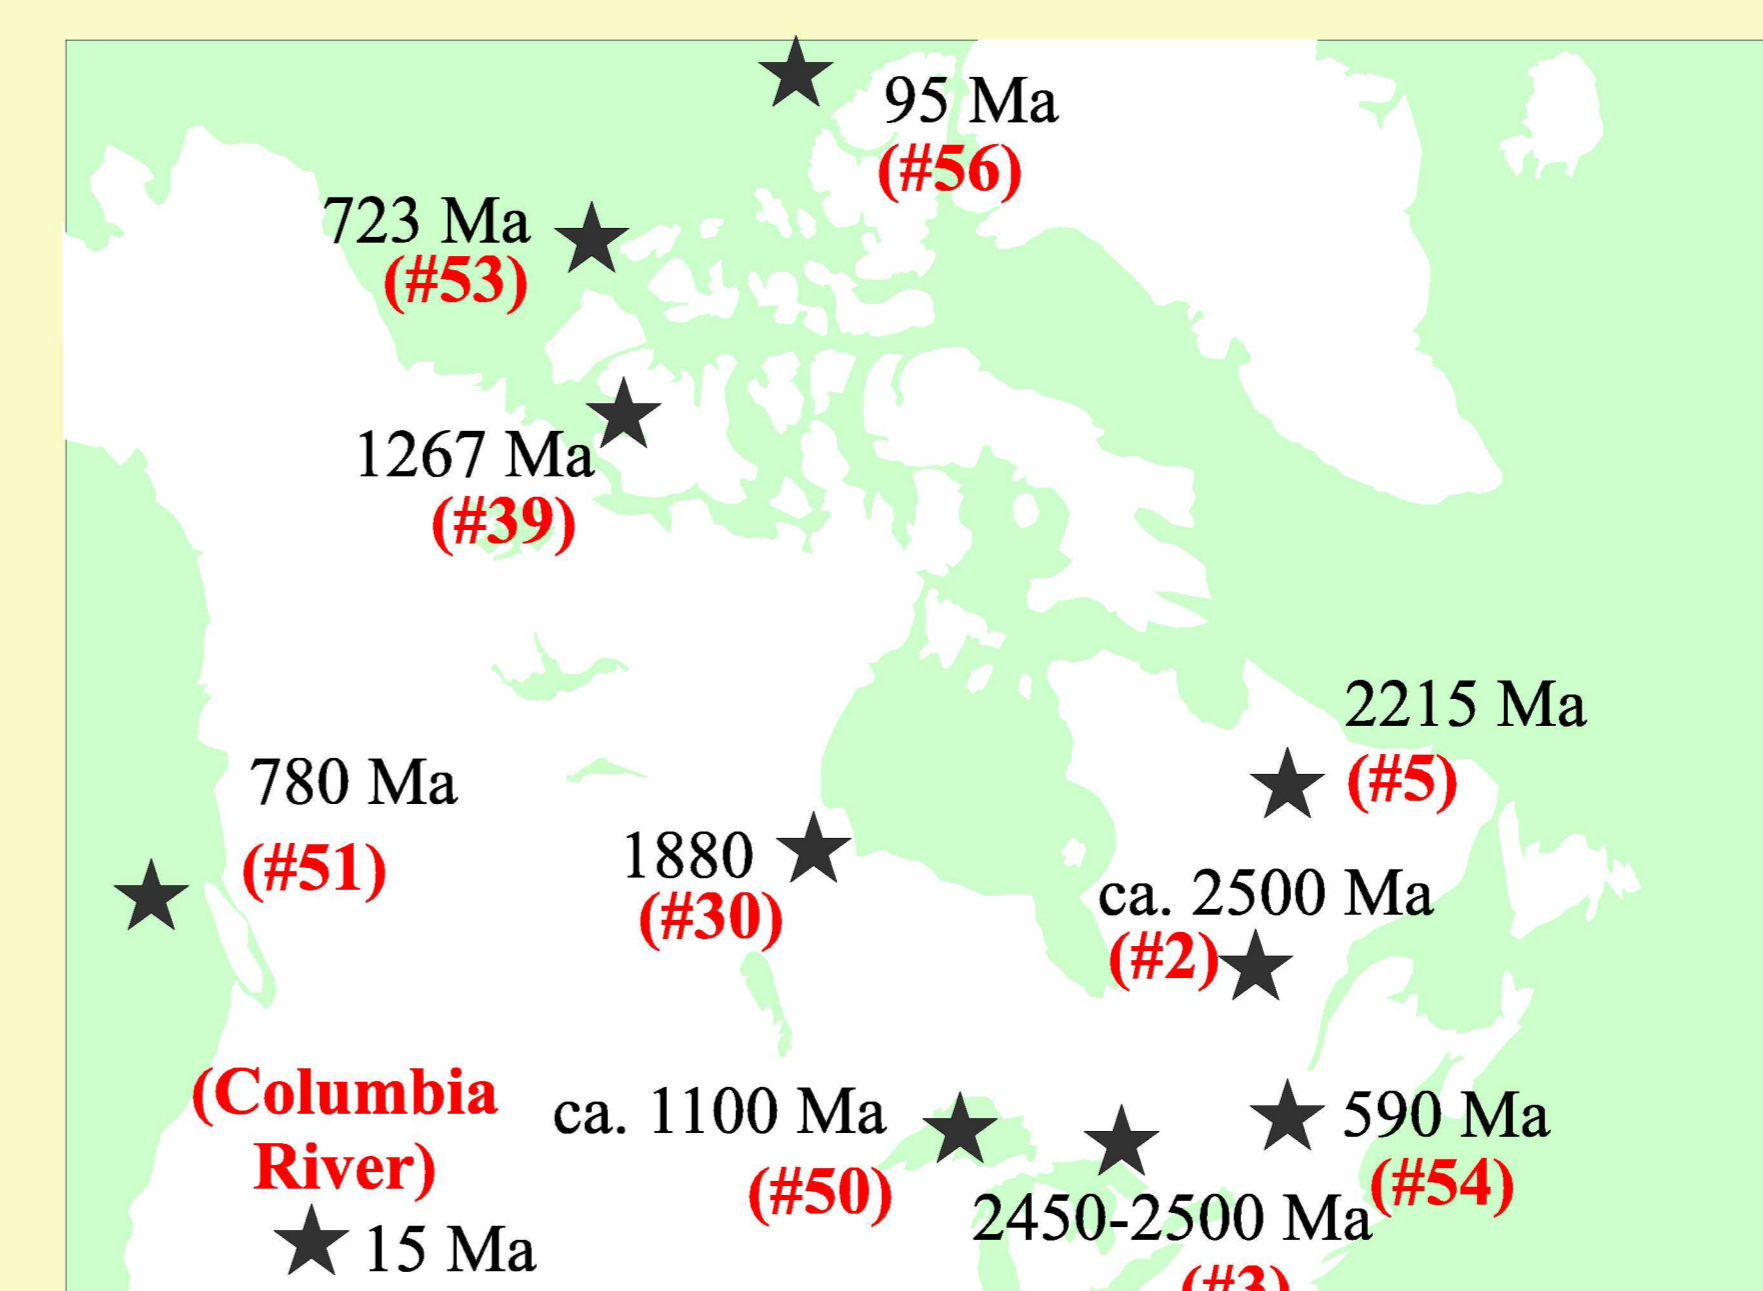 95 Ma
(#56)
723 Ma
(#53)
1267 Ma
(#39)
2215 Ma
(#5)
780 Ma
(#51)
1880
(#30)
ca. 2500 Ma
(#2)
(Columbia
River)
15 Ma
ca. 1100 Ma
(#50)
590 Ma
(#54)
2450-2500 Ma
(#3)